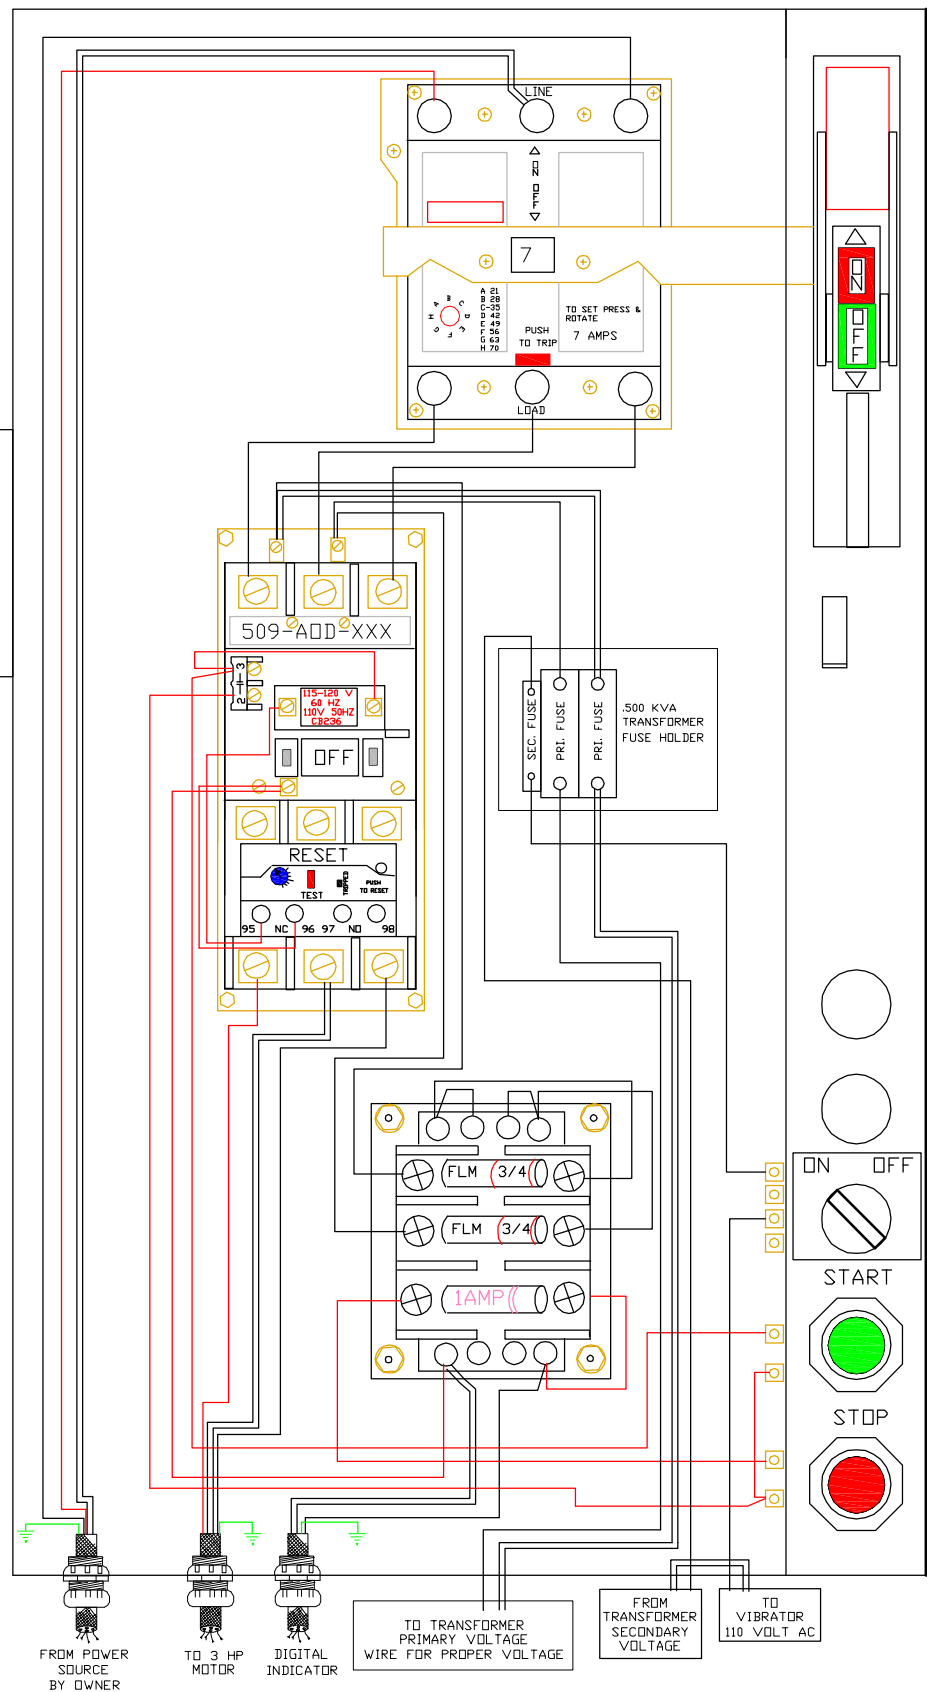 LINE
ON OFF
7
A 21
B 28
C-35
D 42
E 49
F 56
G 63
H 70
A B C D E F G H
TO SET PRESS &
ROTATE
7 AMPS
PUSH
TO TRIP
LOAD
ON
OFF
509-AOD-XXX
3
2
115-120 V
60 HZ
110V 50HZ
CB236
OFF
RESET
TEST
TRIPPED
PUSH
TO RESET
95 NC 96 97 NO 98
SEC. FUSE
PRI. FUSE
PRI. FUSE
.500 KVA
TRANSFORMER
FUSE HOLDER
FLM 3/4
FLM 3/4
1AMP
ON OFF
START
STOP
FROM POWER
SOURCE
BY OWNER
TO 3 HP
MOTOR
DIGITAL
INDICATOR
TO TRANSFORMER
PRIMARY VOLTAGE
WIRE FOR PROPER VOLTAGE
FROM
TRANSFORMER
SECONDARY
VOLTAGE
TO
VIBRATOR
110 VOLT AC